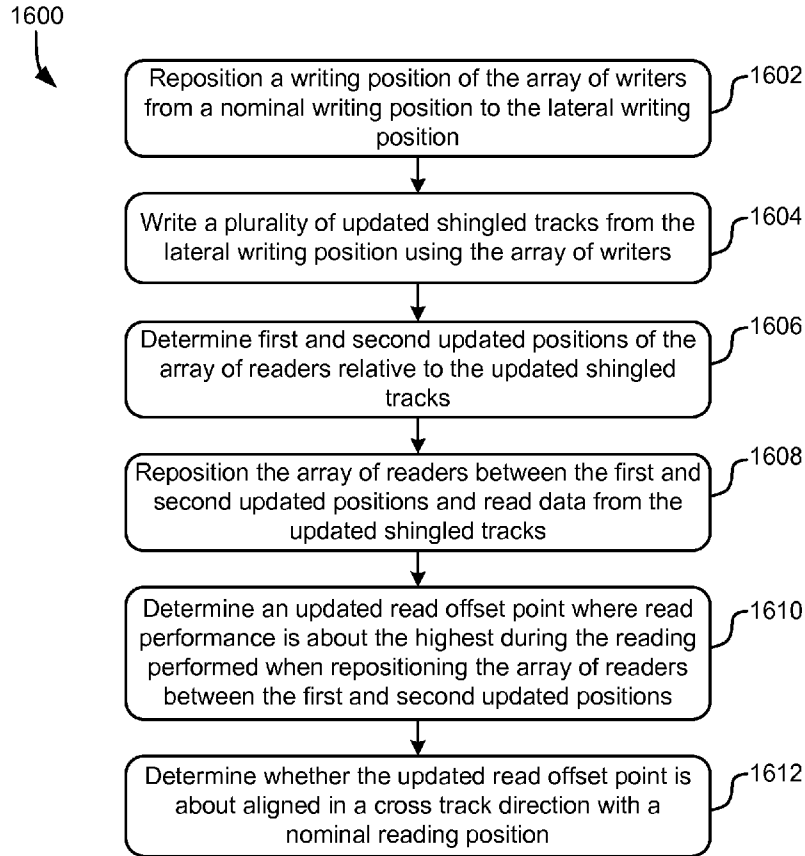 1600
Reposition a writing position of the array of writers
from a nominal writing position to the lateral writing
position
1602
Write a plurality of updated shingled tracks from the
lateral writing position using the array of writers
1604
Determine first and second updated positions of the
array of readers relative to the updated shingled
tracks
1606
Reposition the array of readers between the first and
second updated positions and read data from the
updated shingled tracks
1608
Determine an updated read offset point where read
performance is about the highest during the reading
performed when repositioning the array of readers
between the first and second updated positions
1610
Determine whether the updated read offset point is
about aligned in a cross track direction with a
nominal reading position
1612